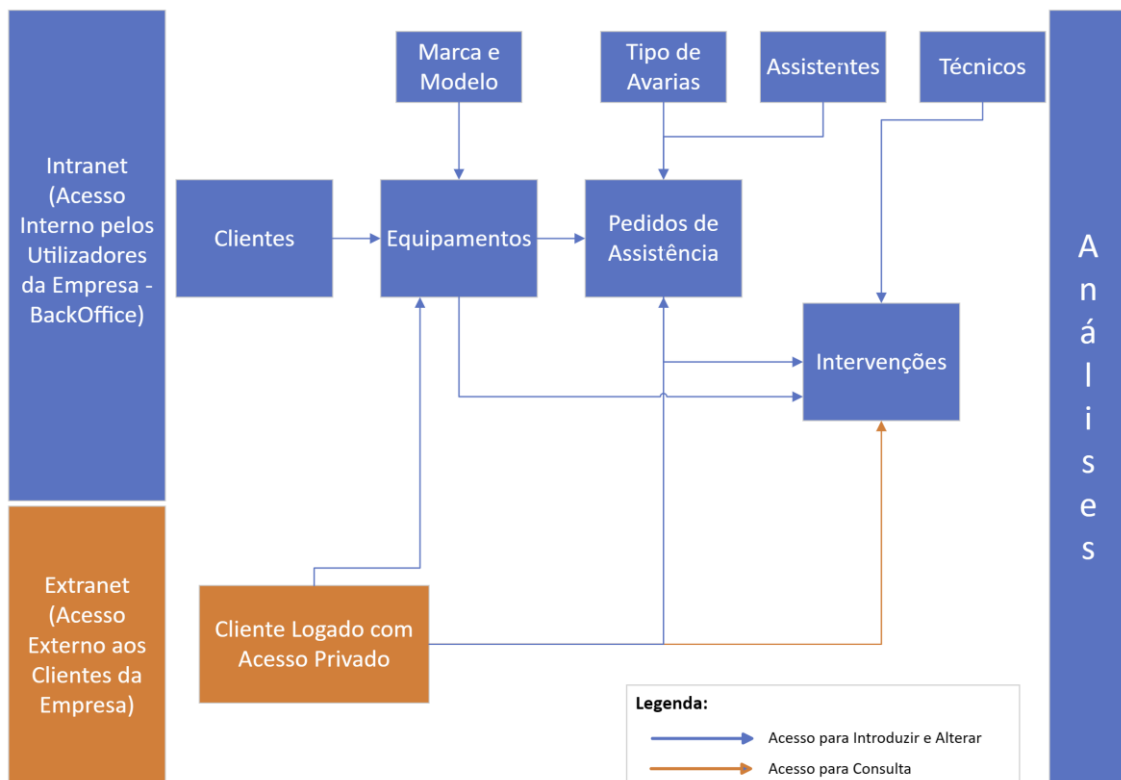 Marca e
Modelo
Tipo de
Avarias
Assistentes
Técnicos
Intranet
(Acesso
Interno pelos
Utilizadores
da Empresa -
BackOffice)
Clientes
Equipamentos
Pedidos de
Assistência
Intervenções
A
n
á
l
i
s
e
s
Extranet
(Acesso
Externo aos
Clientes da
Empresa)
Cliente Logado com
Acesso Privado
Legenda:
Acesso para Introduzir e Alterar
Acesso para Consulta